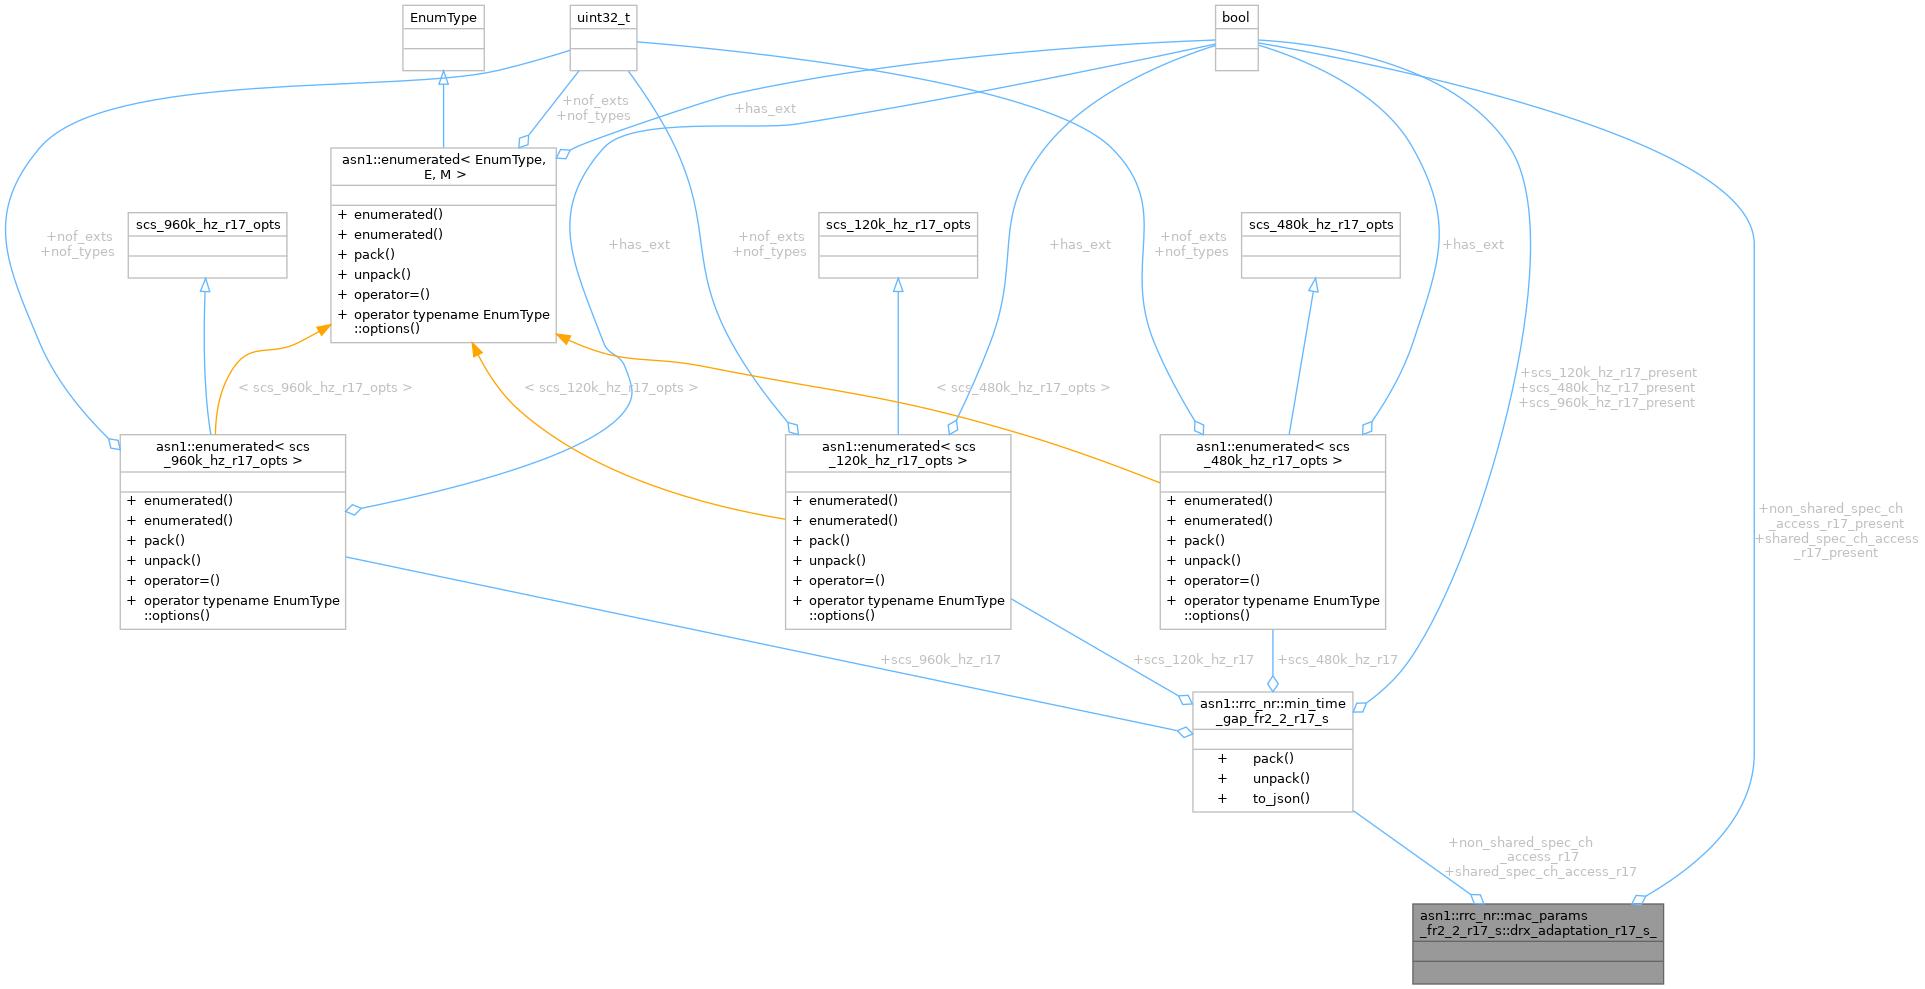 EnumType
uint32_t
bool
+nof_exts
+nof_types
+has_ext
asn1::enumerated< EnumType,
E, M >
+ enumerated()
+ enumerated()
+ pack()
+ unpack()
+ operator=()
+ operator typename EnumType
::options()
+nof_exts
+nof_types
scs_960k_hz_r17_opts
+has_ext
+nof_exts
+nof_types
scs_120k_hz_r17_opts
+has_ext
+nof_exts
+nof_types
scs_480k_hz_r17_opts
+has_ext
< scs_960k_hz_r17_opts >
< scs_120k_hz_r17_opts >
< scs_480k_hz_r17_opts >
+scs_120k_hz_r17_present
+scs_480k_hz_r17_present
+scs_960k_hz_r17_present
asn1::enumerated< scs
_960k_hz_r17_opts >
+ enumerated()
+ enumerated()
+ pack()
+ unpack()
+ operator=()
+ operator typename EnumType
::options()
asn1::enumerated< scs
_120k_hz_r17_opts >
+ enumerated()
+ enumerated()
+ pack()
+ unpack()
+ operator=()
+ operator typename EnumType
::options()
asn1::enumerated< scs
_480k_hz_r17_opts >
+ enumerated()
+ enumerated()
+ pack()
+ unpack()
+ operator=()
+ operator typename EnumType
::options()
+non_shared_spec_ch
_access_r17_present
+shared_spec_ch_access
_r17_present
+scs_960k_hz_r17
+scs_120k_hz_r17
+scs_480k_hz_r17
asn1::rrc_nr::min_time
_gap_fr2_2_r17_s
+ pack()
+ unpack()
+ to_json()
+non_shared_spec_ch
_access_r17
+shared_spec_ch_access_r17
asn1::rrc_nr::mac_params
_fr2_2_r17_s::drx_adaptation_r17_s_